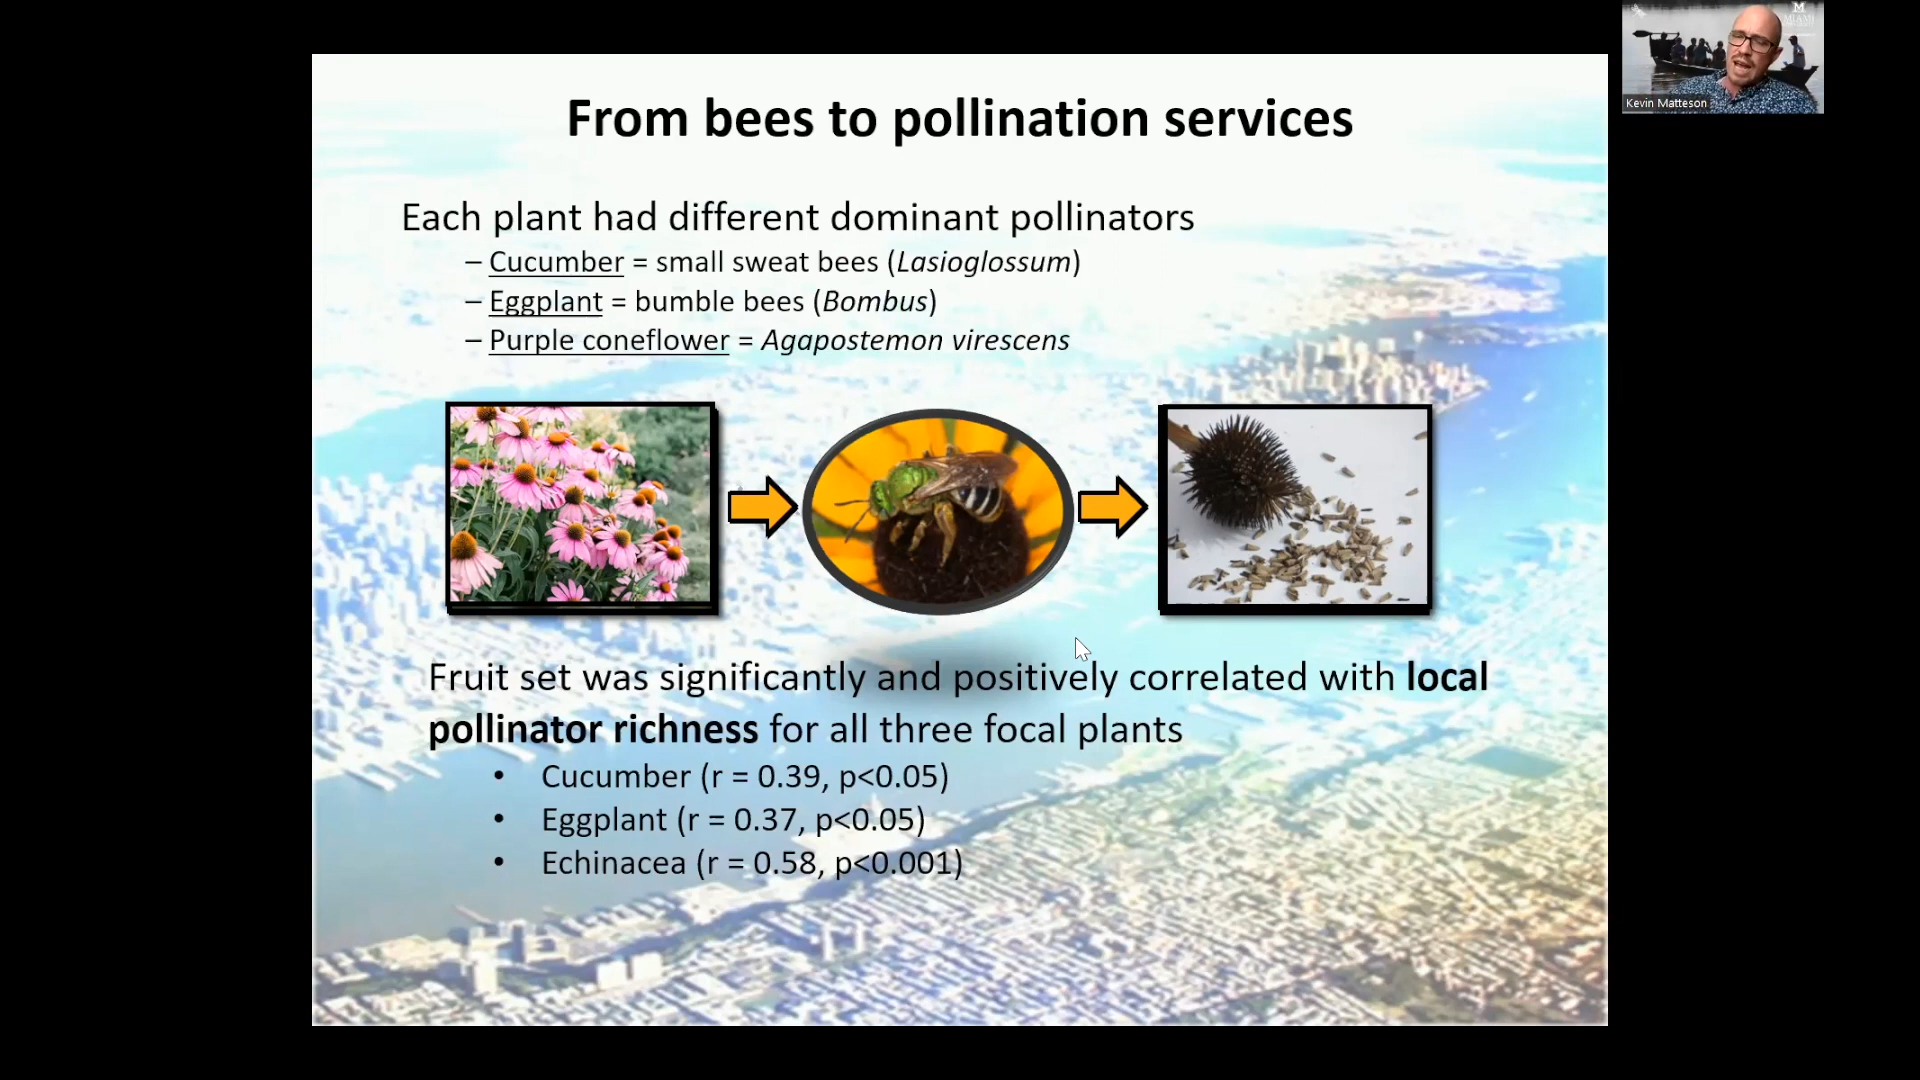 From bees to pollination services
Each plant had different dominant pollinators
– Cucumber = small sweat bees (Lasioglossum)
– Eggplant = bumble bees (Bombus)
– Purple coneflower = Agapostemon virescens
Fruit set was significantly and positively correlated with local
pollinator richness for all three focal plants
• Cucumber (r = 0.39, p<0.05)
• Eggplant (r = 0.37, p<0.05)
• Echinacea (r = 0.58, p<0.001)
M
MIAMI
Kevin Matteson